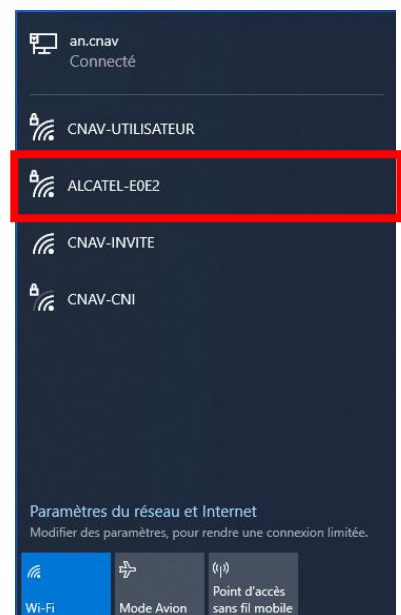 an.cnav
Connecté
CNAV-UTILISATEUR
ALCATEL-E0E2
CNAV-INVITE
CNAV-CNI
Paramètres du réseau et Internet
Modifier des paramètres, pour rendre une connexion limitée.
Wi-Fi
Mode Avion
Point d'accès
sans fil mobile